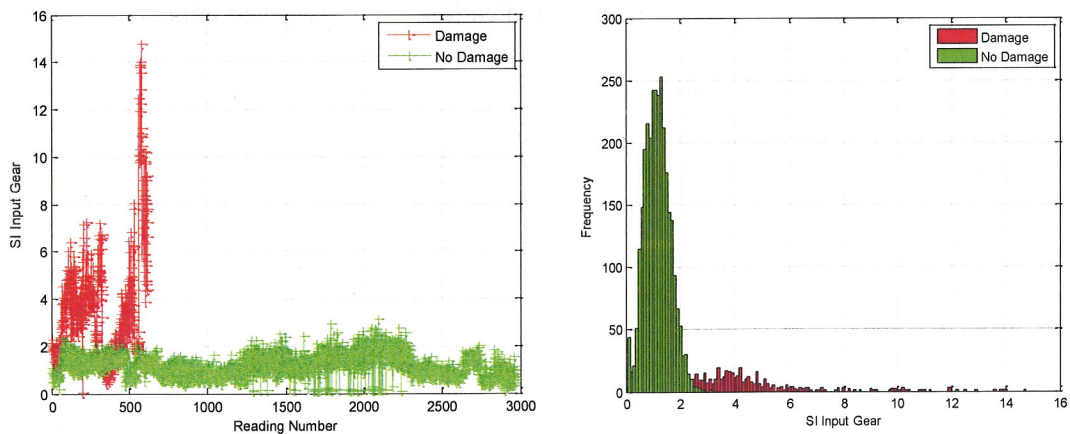 16
14
12
10
8
6
4
2
0
SI Input Gear
Damage
No Damage
0 500 1000 1500 2000 2500 3000
Reading Number
300
250
200
150
100
50
0
Frequency
Damage
No Damage
0 2 4 6 8 10 12 14 16
SI Input Gear